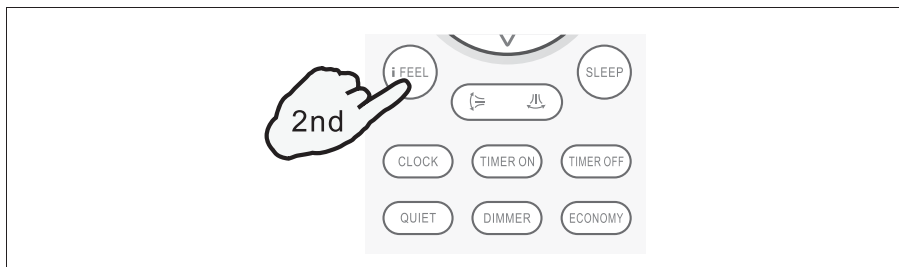 i FEEL SLEEP
2nd
CLOCK TIMER ON TIMER OFF
QUIET DIMMER ECONOMY